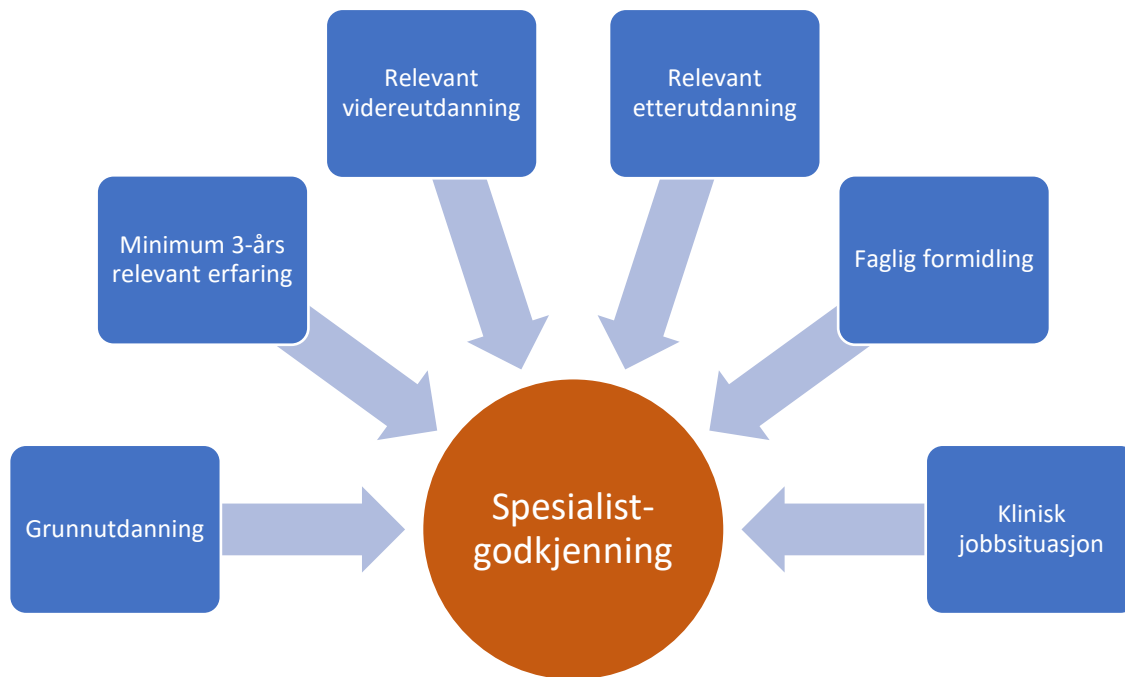 Relevant
videreutdanning
Relevant
etterutdanning
Minimum 3-års
relevant erfaring
Faglig formidling
Grunnutdanning
Spesialist-
godkjenning
Klinisk
jobbsituasjon